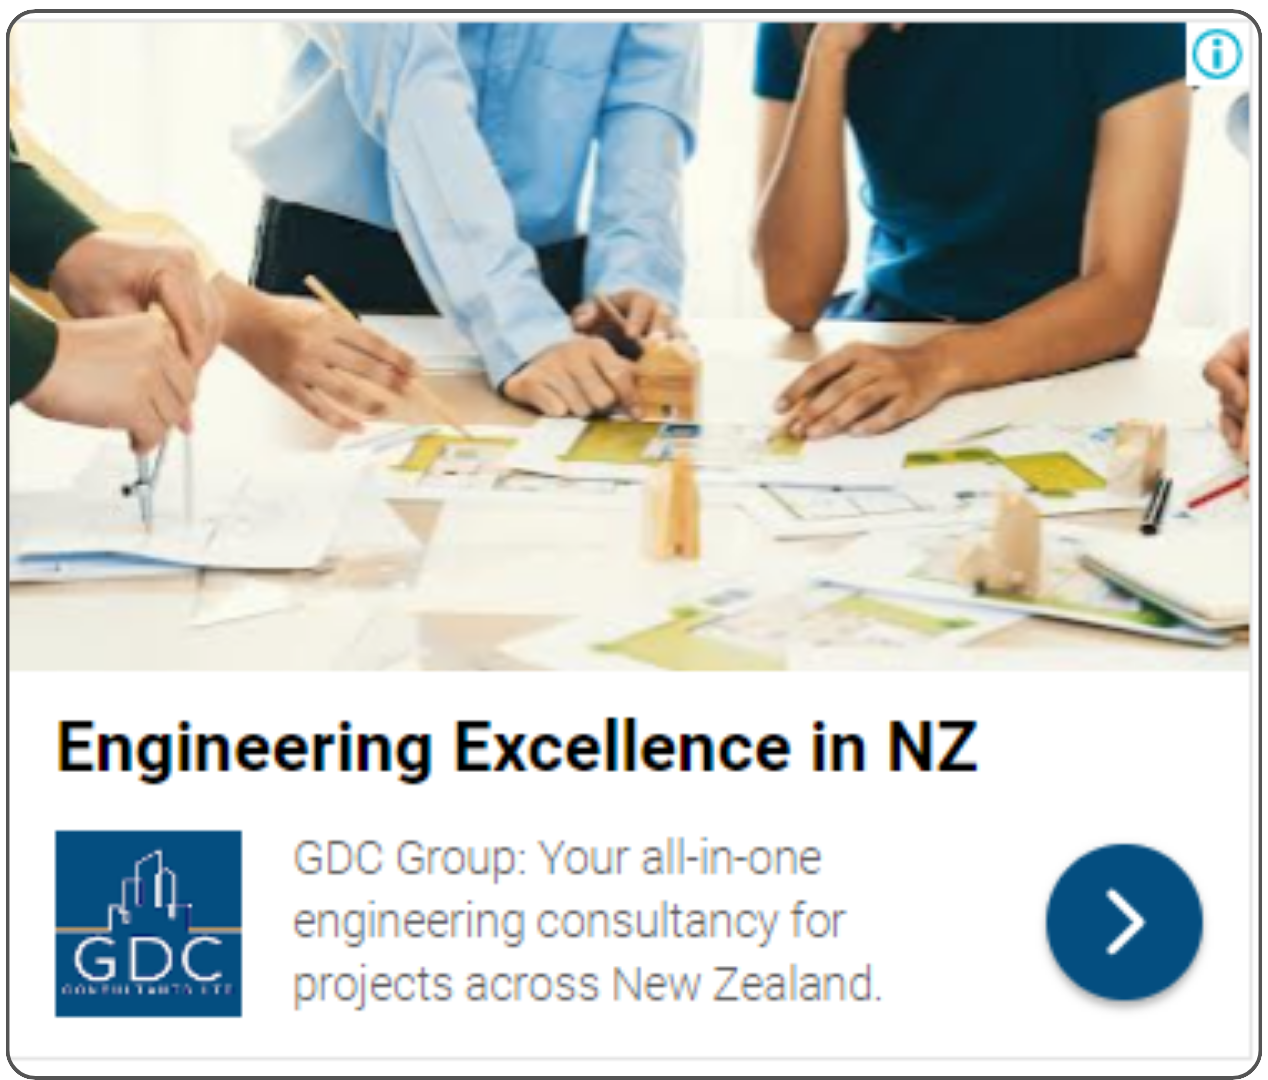 Engineering Excellence in NZ
GDC Group: Your all-in-one
engineering consultancy for
projects across New Zealand.
GDC
CONSULTANTS LTD